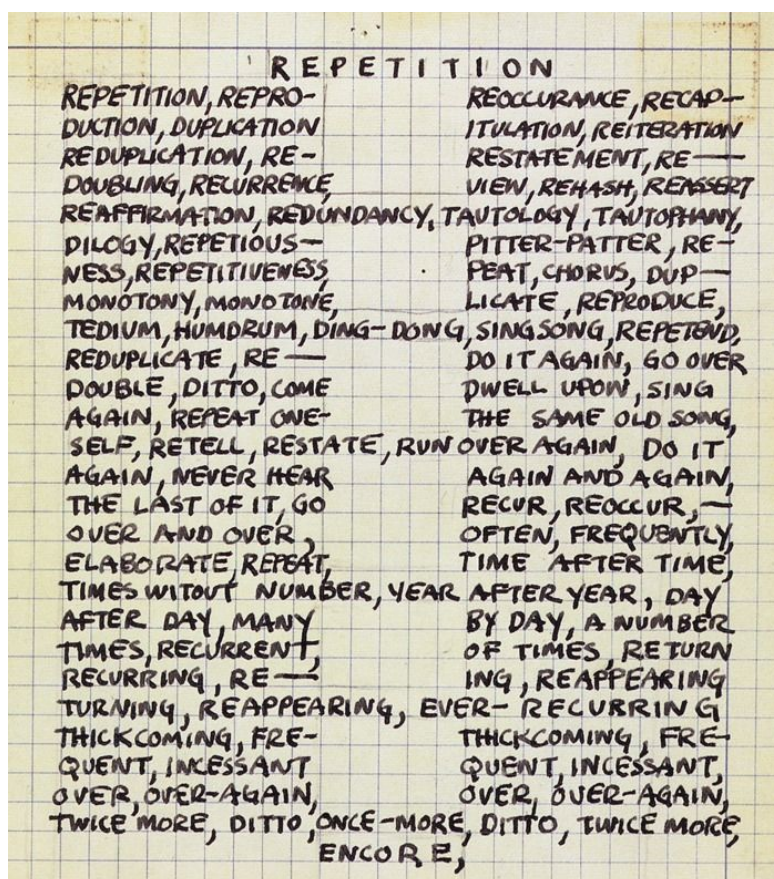 REPETITION
REPETITION, REPRO- REOCCURANCE, RECAP-
DUCTION, DUPLICATION ITULATION, REITERATION
REDUPLICATION, RE- RESTATEMENT, RE—
DOUBLING, RECURRENCE, VIEW, REHASH, REASSERT
REAFFIRMATION, REDUNDANCY, TAUTOLOGY, TAUTOPHANY,
DILOGY, REPETIOUS- PITTER-PATTER, RE-
NESS, REPETITIVENESS, PEAT, CHORUS, DUP—
MONOTONY, MONOTONE, LICATE, REPRODUCE,
TEDIUM, HUMDRUM, DING-DONG, SINGSONG, REPETEND,
REDUPLICATE, RE— DO IT AGAIN, GO OVER
DOUBLE, DITTO, COME DWELL UPON, SING
AGAIN, REPEAT ONE- THE SAME OLD SONG,
SELF, RETELL, RESTATE, RUN OVER AGAIN, DO IT
AGAIN, NEVER HEAR AGAIN AND AGAIN,
THE LAST OF IT, GO RECUR, REOCCUR, —
OVER AND OVER, OFTEN, FREQUENTLY,
ELABORATE, REPEAT, TIME AFTER TIME,
TIMES WITOUT NUMBER, YEAR AFTER YEAR, DAY
AFTER DAY, MANY BY DAY, A NUMBER
TIMES, RECURRENT, OF TIMES, RETURN
RECURRING, RE— ING, REAPPEARING
TURNING, REAPPEARING, EVER- RECURRING
THICKCOMING, FRE- THICKCOMING, FRE-
QUENT, INCESSANT QUENT, INCESSANT,
OVER, OVER-AGAIN, OVER, OVER-AGAIN,
TWICE MORE, DITTO, ONCE-MORE, DITTO, TWICE MORE,
ENCORE,